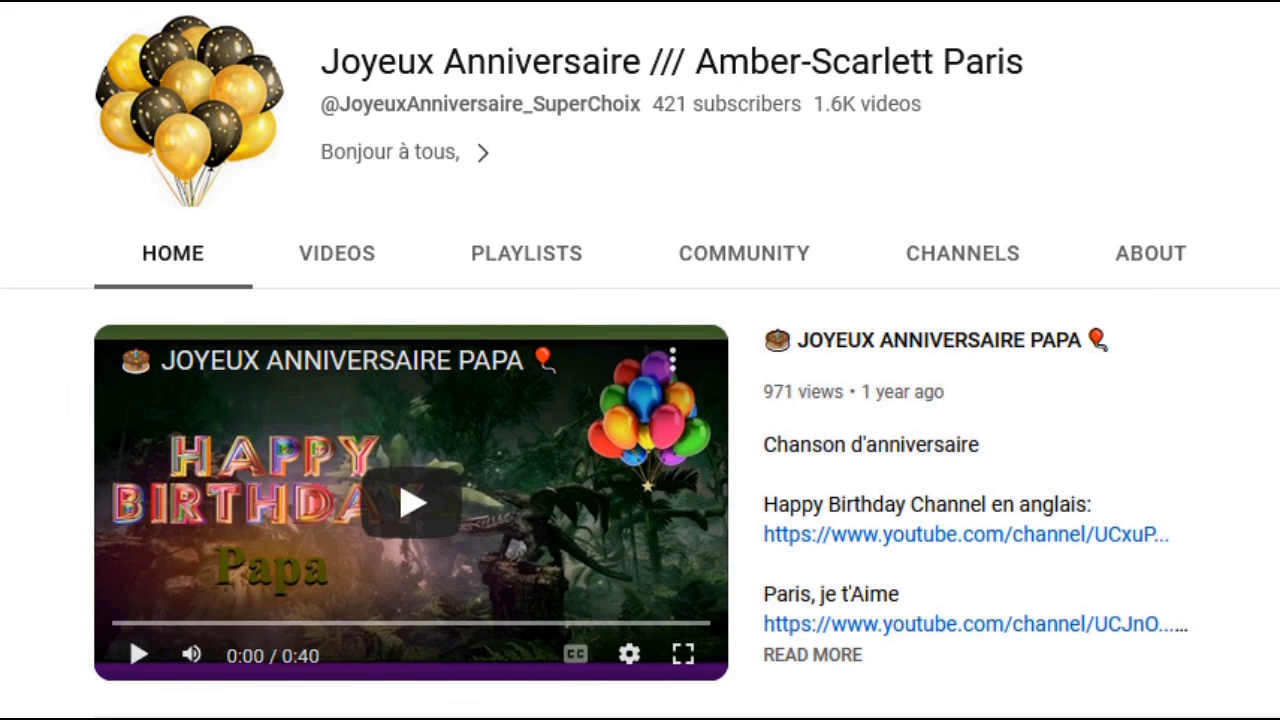 Joyeux Anniversaire /// Amber-Scarlett Paris
@JoyeuxAnniversaire_SuperChoix 421 subscribers 1.6K videos
Bonjour à tous,
HOME VIDEOS PLAYLISTS COMMUNITY CHANNELS ABOUT
JOYEUX ANNIVERSAIRE PAPA
HAPPY
BIRTHDAY
Papa
0:00 / 0:40
CC
JOYEUX ANNIVERSAIRE PAPA
971 views • 1 year ago
Chanson d'anniversaire
Happy Birthday Channel en anglais:
https://www.youtube.com/channel/UCxuP...
Paris, je t'Aime
https://www.youtube.com/channel/UCJnO......
READ MORE